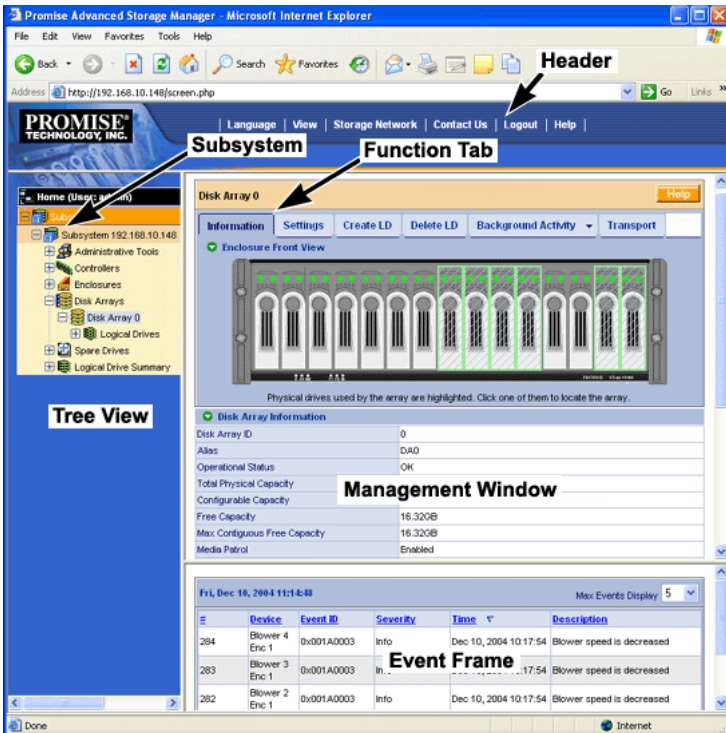 Promise Advanced Storage Manager - Microsoft Internet Explorer
File Edit View Favorites Tools Help
Back Search Favorites
Header
Address http://192.168.10.148/screen.php Go Links »
PROMISE®
TECHNOLOGY, INC.
| Language | View | Storage Network | Contact Us | Logout | Help |
Subsystem
Function Tab
Home (User: admin)
Disk Array 0 Help
Subsystem 192.168.10.148
Administrative Tools
Controllers
Enclosures
Disk Arrays
Disk Array 0
Logical Drives
Spare Drives
Logical Drive Summary
Tree View
Information Settings Create LD Delete LD Background Activity Transport
Enclosure Front View
Physical drives used by the array are highlighted. Click one of them to locate the array.
Disk Array Information
Disk Array ID 0
Alias DA0
Operational Status OK
Total Physical Capacity
Management Window
Configurable Capacity
Free Capacity 16.32GB
Max Contiguous Free Capacity 16.32GB
Media Patrol Enabled
Fri, Dec 10, 2004 11:14:48 Max Events Display 5
# Device Event ID Severity Time Description
284 Blower 4 Enc 1 0x001A0003 Info Dec 10, 2004 10:17:54 Blower speed is decreased
Event Frame
283 Blower 3 Enc 1 0x001A0003 2004 10:17:54 Blower speed is decreased
282 Blower 2 Enc 1 0x001A0003 Info Dec 10, 2004 10:17:54 Blower speed is decreased
Done Internet